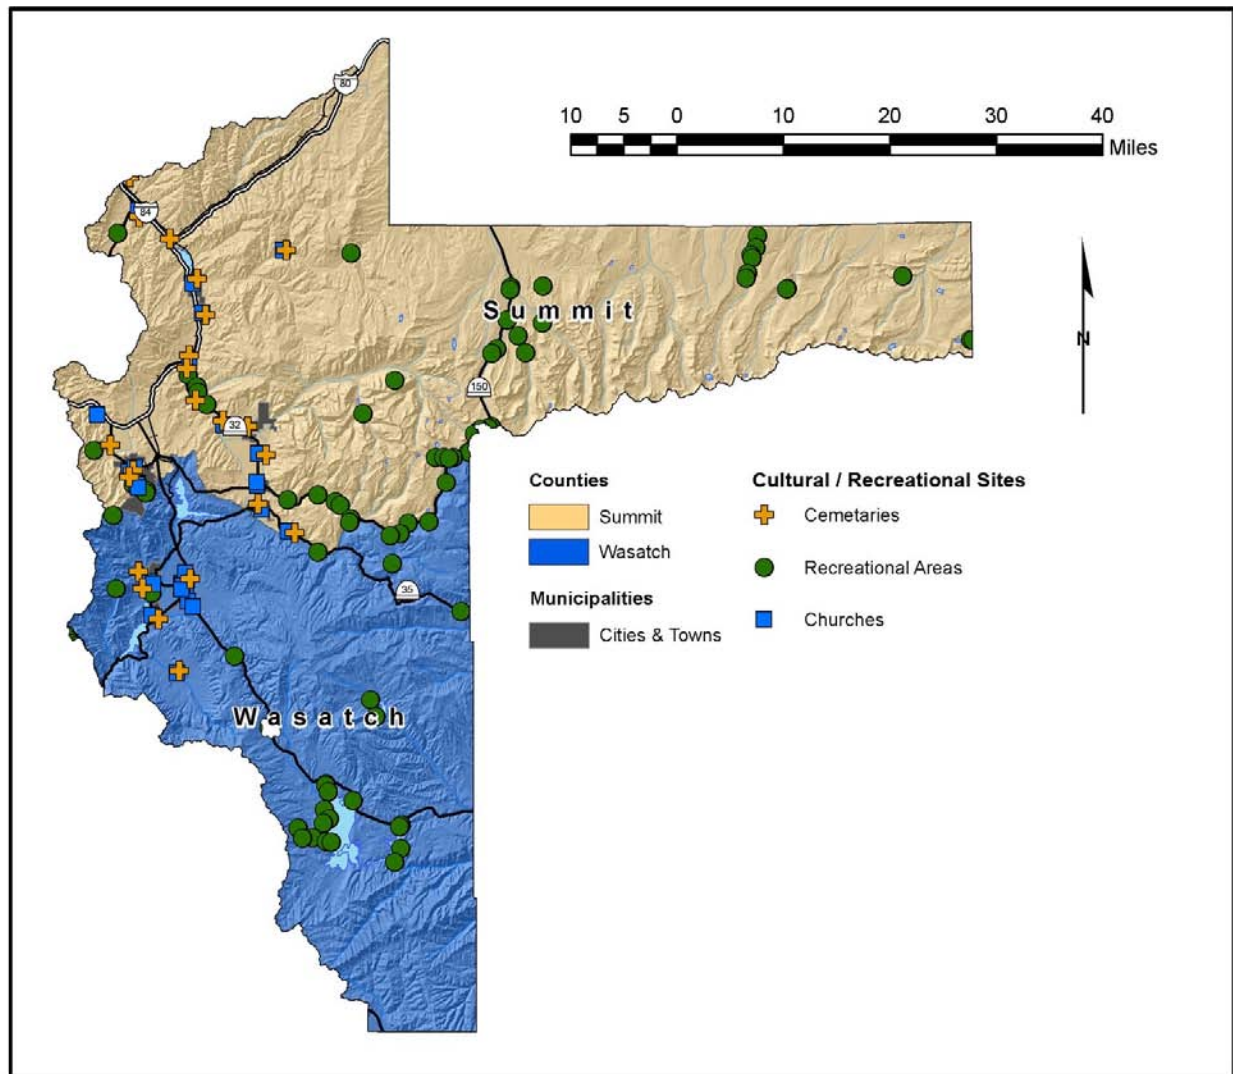 80
10 5 0 10 20 30 40
Miles
84
Summit
N
150
32
Counties
Summit
Wasatch
Municipalities
Cities & Towns
Cultural / Recreational Sites
Cemetaries
Recreational Areas
Churches
35
Wasatch